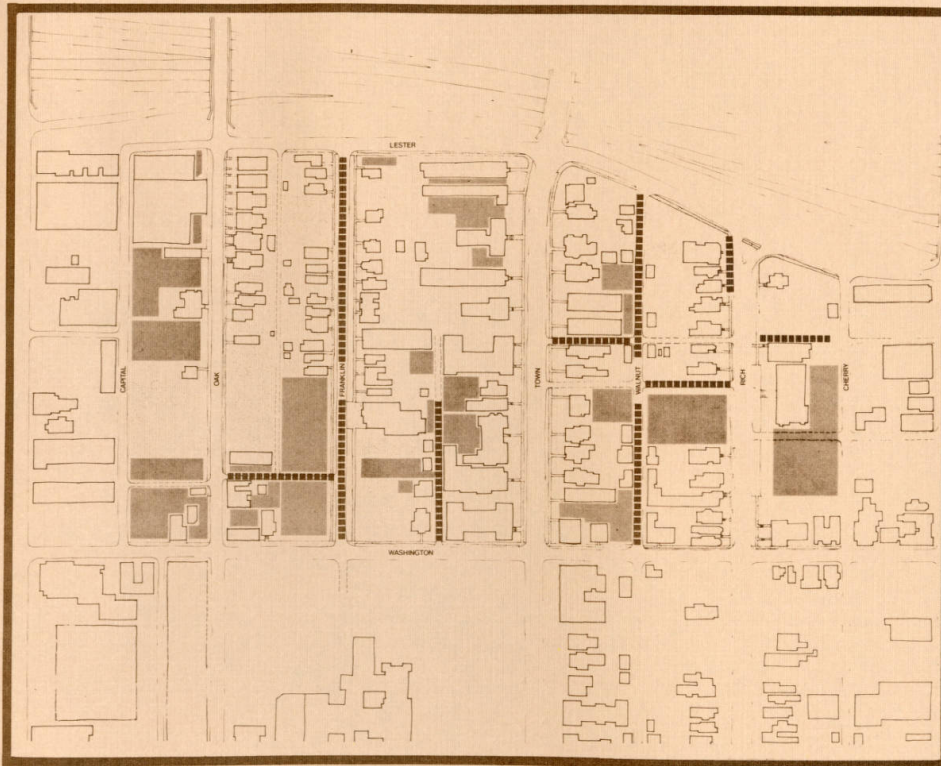 LESTER
CAPITAL
OAK
FRANKLIN
TOWN
WALNUT
RICH
CHERRY
WASHINGTON